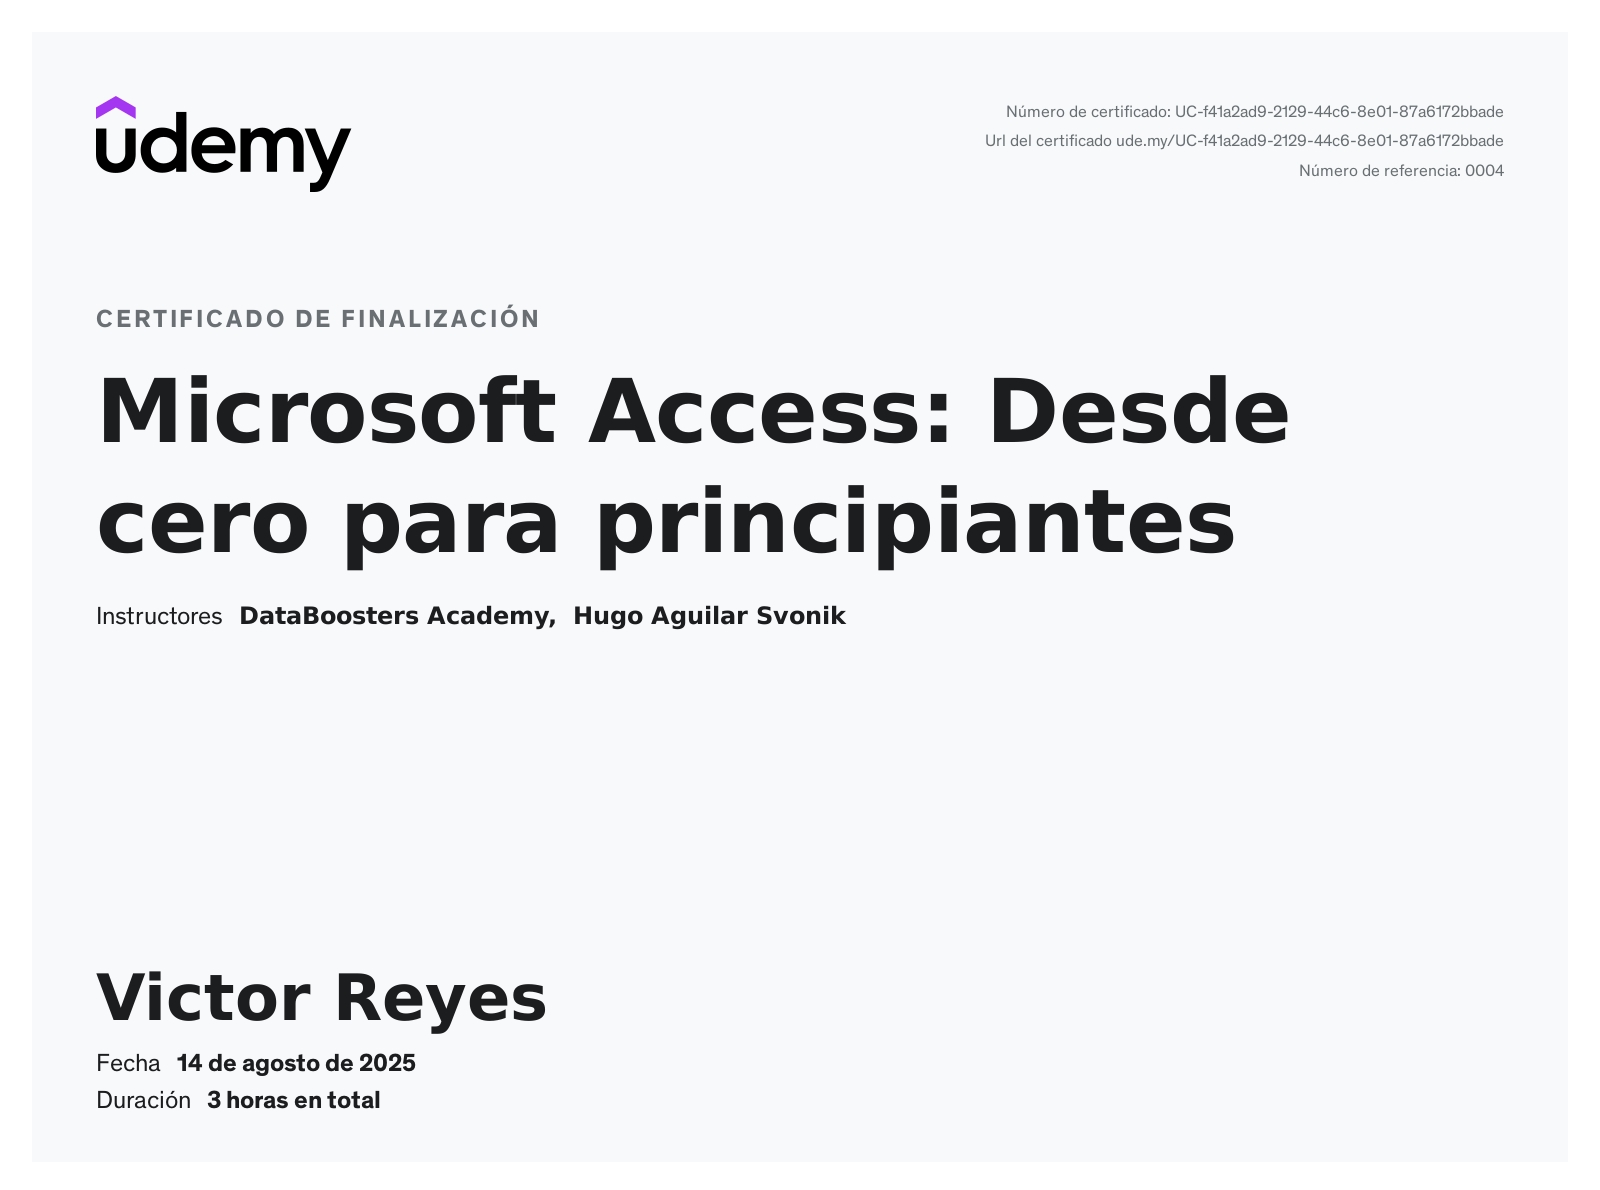 udemy
Número de certificado: UC-f41a2ad9-2129-44c6-8e01-87a6172bbade
Url del certificado ude.my/UC-f41a2ad9-2129-44c6-8e01-87a6172bbade
Número de referencia: 0004
CERTIFICADO DE FINALIZACIÓN
Microsoft Access: Desde
cero para principiantes
Instructores DataBoosters Academy, Hugo Aguilar Svonik
Victor Reyes
Fecha 14 de agosto de 2025
Duración 3 horas en total